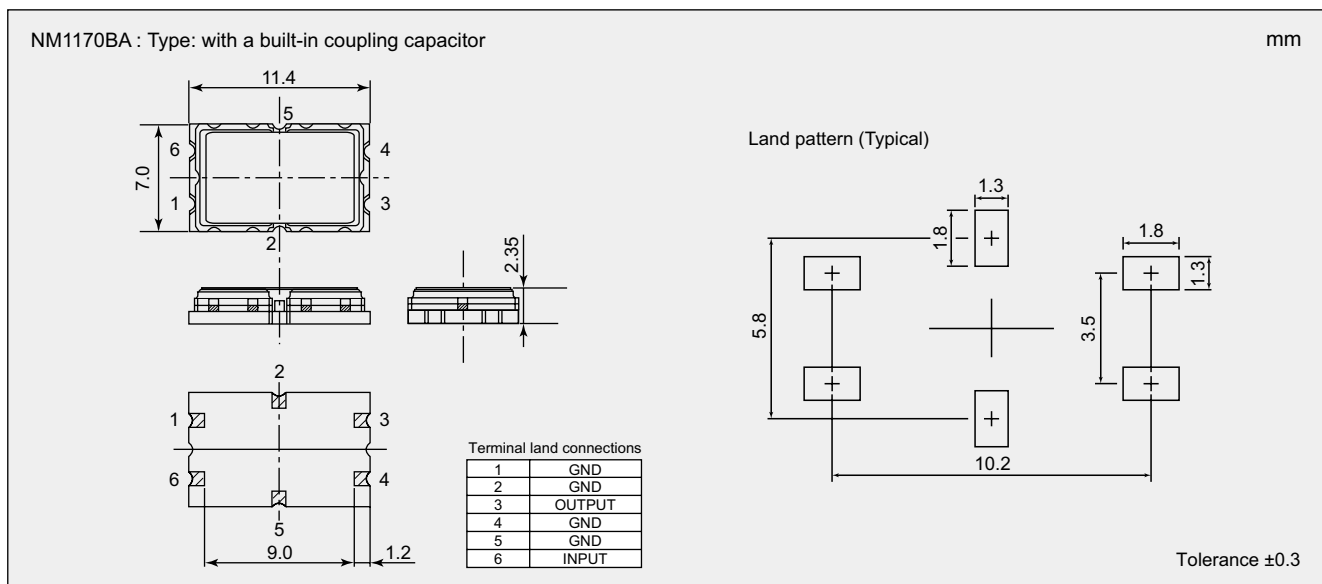 NM1170BA : Type: with a built-in coupling capacitor
mm
11.4
5
6
4
7.0
1
3
2
2.35
2
1
3
6
4
5
9.0
1.2
Terminal land connections
1 GND
2 GND
3 OUTPUT
4 GND
5 GND
6 INPUT
Land pattern (Typical)
1.3
1.8
1.8
1.3
5.8
3.5
10.2
Tolerance ±0.3